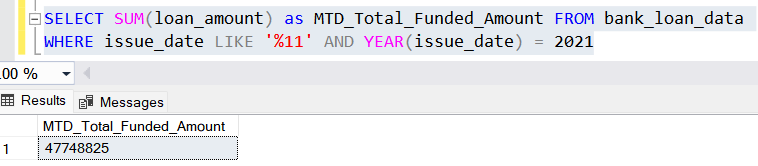 SELECT SUM(loan_amount) as MTD_Total_Funded_Amount FROM bank_loan_data
WHERE issue_date LIKE '%11' AND YEAR(issue_date) = 2021
.00 %
Results Messages
MTD_Total_Funded_Amount
1 47748825